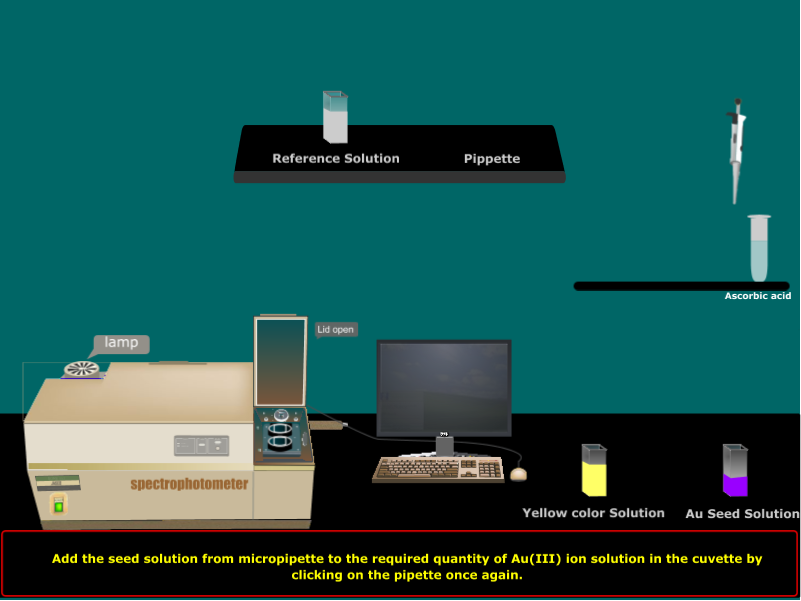 Reference Solution
Pippette
Ascorbic acid
Lid open
lamp
spectrophotometer
Yellow color Solution
Au Seed Solution
Add the seed solution from micropipette to the required quantity of Au(III) ion solution in the cuvette by
clicking on the pipette once again.